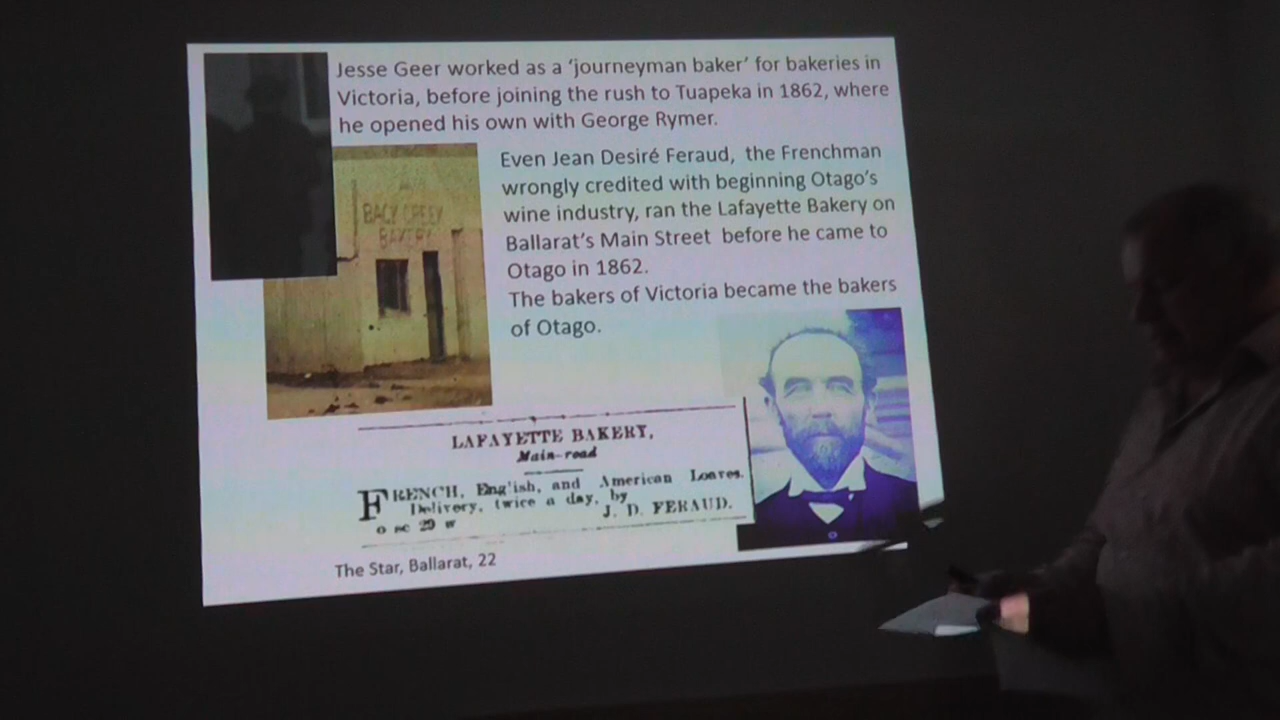 Jesse Geer worked as a ‘journeyman baker’ for bakeries in
Victoria, before joining the rush to Tuapeka in 1862, where
he opened his own with George Rymer.
Even Jean Desiré Feraud, the Frenchman
wrongly credited with beginning Otago’s
wine industry, ran the Lafayette Bakery on
Ballarat’s Main Street before he came to
Otago in 1862.
The bakers of Victoria became the bakers
of Otago.
BAKERY
LAFAYETTE BAKERY,
Main-road
FRENCH, Eng'ish, and American Loaves.
Delivery, twice a day, by
J. D. FERAUD.
The Star, Ballarat, 22